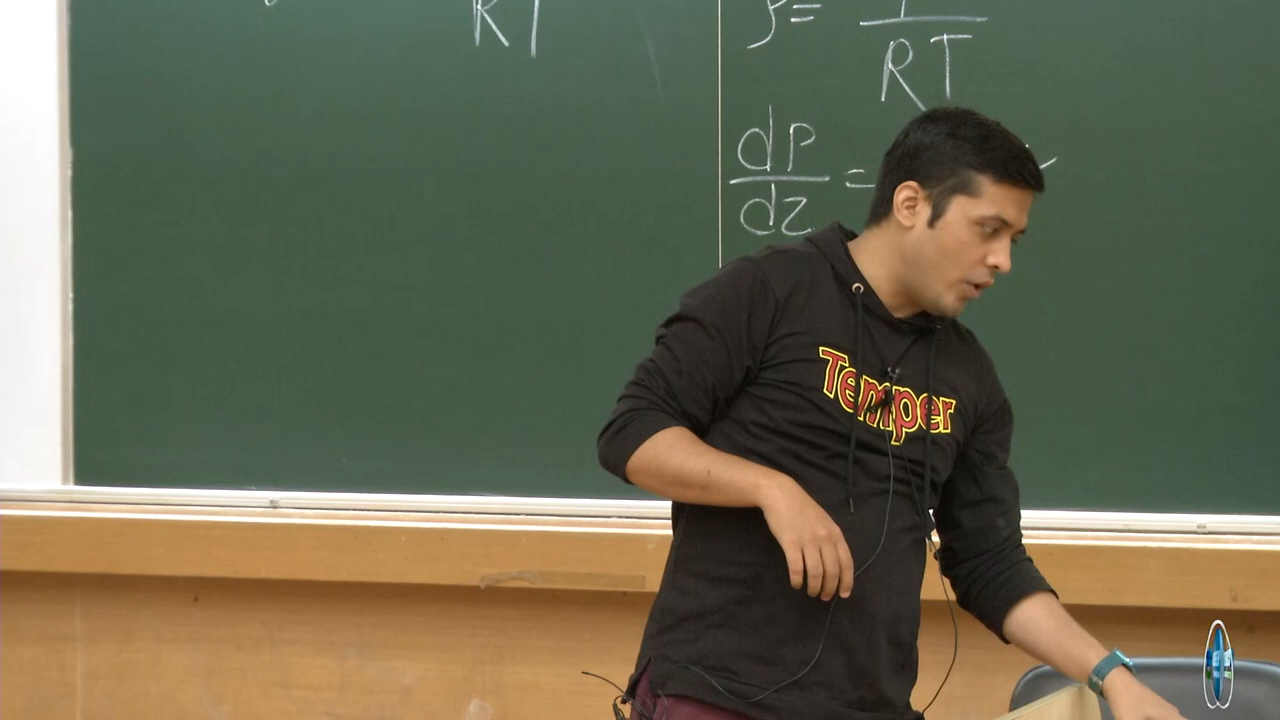 RT
ρ =
RT
dP
dz
=
Temper